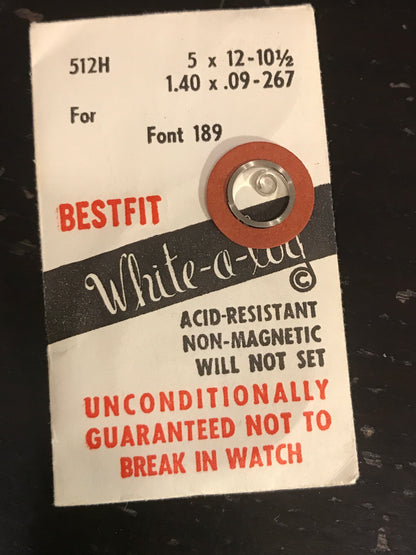 512H 5 x 12-10½
1.40 x .09-267
For
Font 189
BESTFIT
White-a-loy
©
ACID-RESISTANT
NON-MAGNETIC
WILL NOT SET
UNCONDITIONALLY
GUARANTEED NOT TO
BREAK IN WATCH